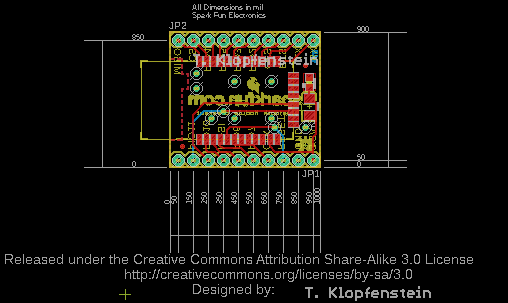 All Dimensions in mil
Spark Fun Electronics
JP2
900
950
T. Klopfenstein
sparkfun.com
0
50
0
JP1
0
50
150
250
350
450
550
650
750
850
950
1000
Released under the Creative Commons Attribution Share-Alike 3.0 License
http://creativecommons.org/licenses/by-sa/3.0
Designed by: T. Klopfenstein